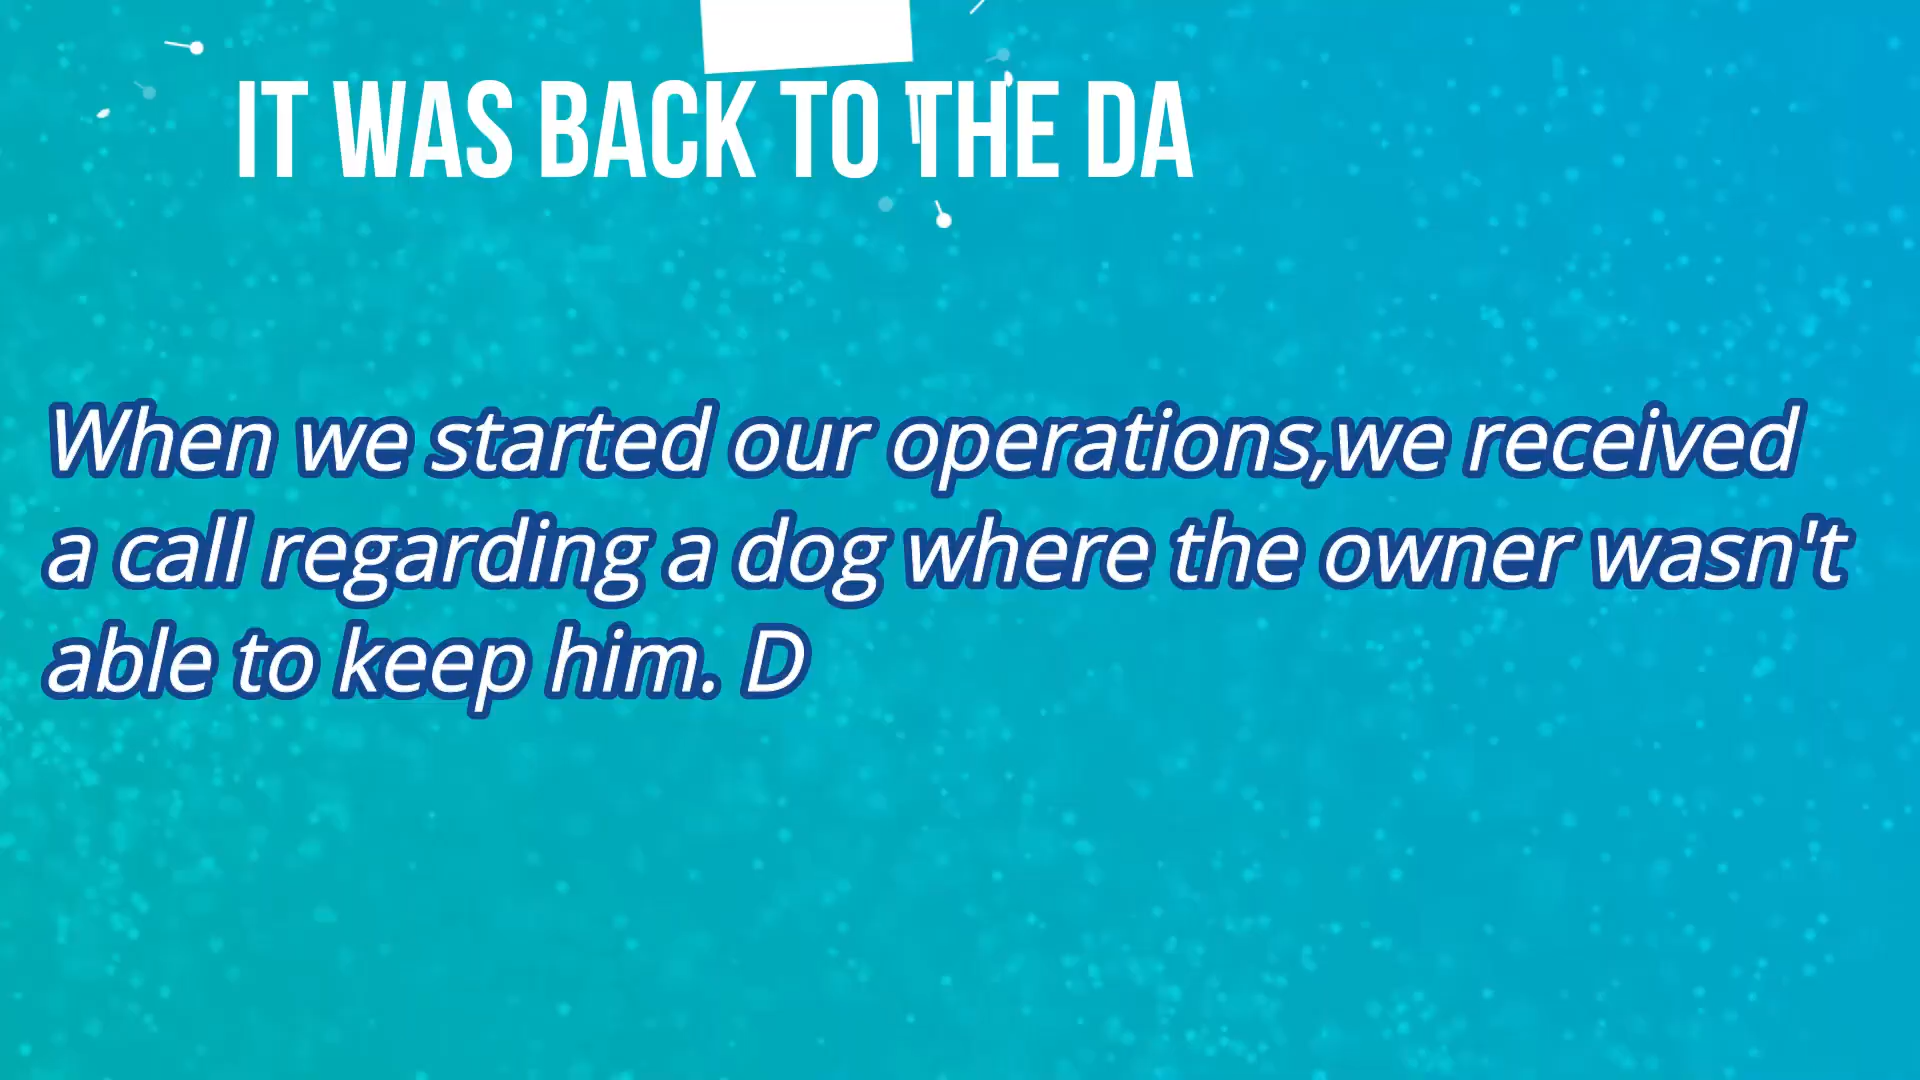 IT WAS BACK TO THE DA
When we started our operations,we received
a call regarding a dog where the owner wasn't
able to keep him. D